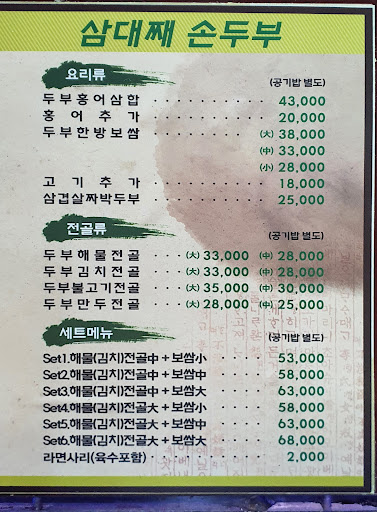 삼대째 손두부
요리류 (공기밥 별도)
두부홍어삼합 ··········· 43,000
홍어추가 ··········· 20,000
두부한방보쌈 ········ (大) 38,000
(中) 33,000
(小) 28,000
고기추가 ··········· 18,000
삼겹살짜박두부 ··········· 25,000
전골류 (공기밥 별도)
두부해물전골 ···(大) 33,000 (中) 28,000
두부김치전골 ···(大) 33,000 (中) 28,000
두부불고기전골 ···(大) 35,000 (中) 30,000
두부만두전골 ···(大) 28,000 (中) 25,000
세트메뉴 (공기밥 별도)
Set1.해물(김치)전골中 + 보쌈小 ····· 53,000
Set2.해물(김치)전골中 + 보쌈中 ····· 58,000
Set3.해물(김치)전골中 + 보쌈大 ····· 63,000
Set4.해물(김치)전골大 + 보쌈小 ····· 58,000
Set5.해물(김치)전골大 + 보쌈中 ····· 63,000
Set6.해물(김치)전골大 + 보쌈大 ····· 68,000
라면사리(육수포함) ··········· 2,000